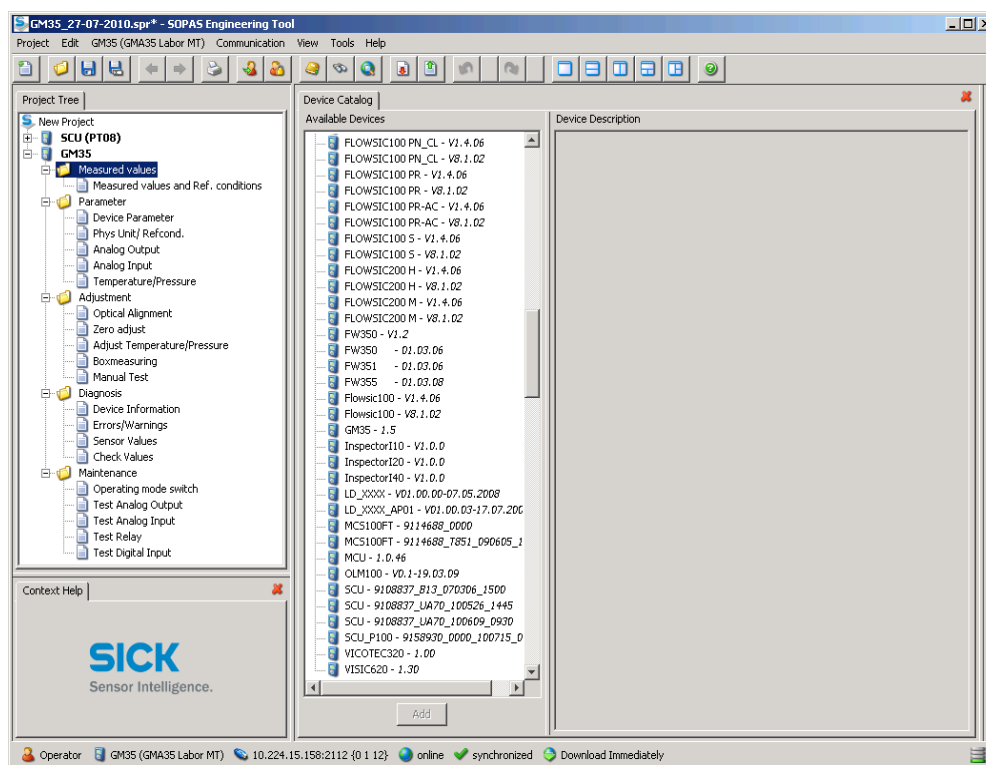 GM35_27-07-2010.spr* - SOPAS Engineering Tool
Project Edit GM35 (GMA35 Labor MT) Communication View Tools Help
Project Tree
New Project
SCU (PT08)
GM35
Measured values
Measured values and Ref. conditions
Parameter
Device Parameter
Phys Unit/ Refcond.
Analog Output
Analog Input
Temperature/Pressure
Adjustment
Optical Alignment
Zero adjust
Adjust Temperature/Pressure
Boxmeasuring
Manual Test
Diagnosis
Device Information
Errors/Warnings
Sensor Values
Check Values
Maintenance
Operating mode switch
Test Analog Output
Test Analog Input
Test Relay
Test Digital Input
Context Help
SICK
Sensor Intelligence.
Device Catalog
Available Devices
FLOWSIC100 PN_CL - V1.4.06
FLOWSIC100 PN_CL - V8.1.02
FLOWSIC100 PR - V1.4.06
FLOWSIC100 PR - V8.1.02
FLOWSIC100 PR-AC - V1.4.06
FLOWSIC100 PR-AC - V8.1.02
FLOWSIC100 S - V1.4.06
FLOWSIC100 S - V8.1.02
FLOWSIC200 H - V1.4.06
FLOWSIC200 H - V8.1.02
FLOWSIC200 M - V1.4.06
FLOWSIC200 M - V8.1.02
FW350 - V1.2
FW350 - 01.03.06
FW351 - 01.03.06
FW355 - 01.03.08
Flowsic100 - V1.4.06
Flowsic100 - V8.1.02
GM35 - 1.5
InspectorI10 - V1.0.0
InspectorI20 - V1.0.0
InspectorI40 - V1.0.0
LD_XXXX - V01.00.00-07.05.2008
LD_XXXX_AP01 - V01.00.03-17.07.200
MCS100FT - 9114688_0000
MCS100FT - 9114688_T851_090605_1
MCU - 1.0.46
OLM100 - V0.1-19.03.09
SCU - 9108837_B13_070306_1500
SCU - 9108837_UA70_100526_1445
SCU - 9108837_UA70_100609_0930
SCU_P100 - 9158930_0000_100715_0
VICOTEC320 - 1.00
VISIC620 - 1.30
Add
Device Description
Operator GM35 (GMA35 Labor MT) 10.224.15.158:2112 {0 1 12} online synchronized Download Immediately